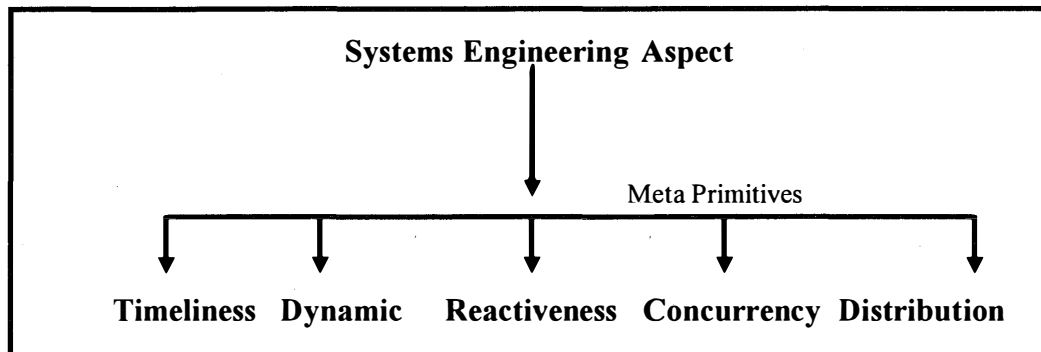 Systems Engineering Aspect
Meta Primitives
Timeliness Dynamic Reactiveness Concurrency Distribution